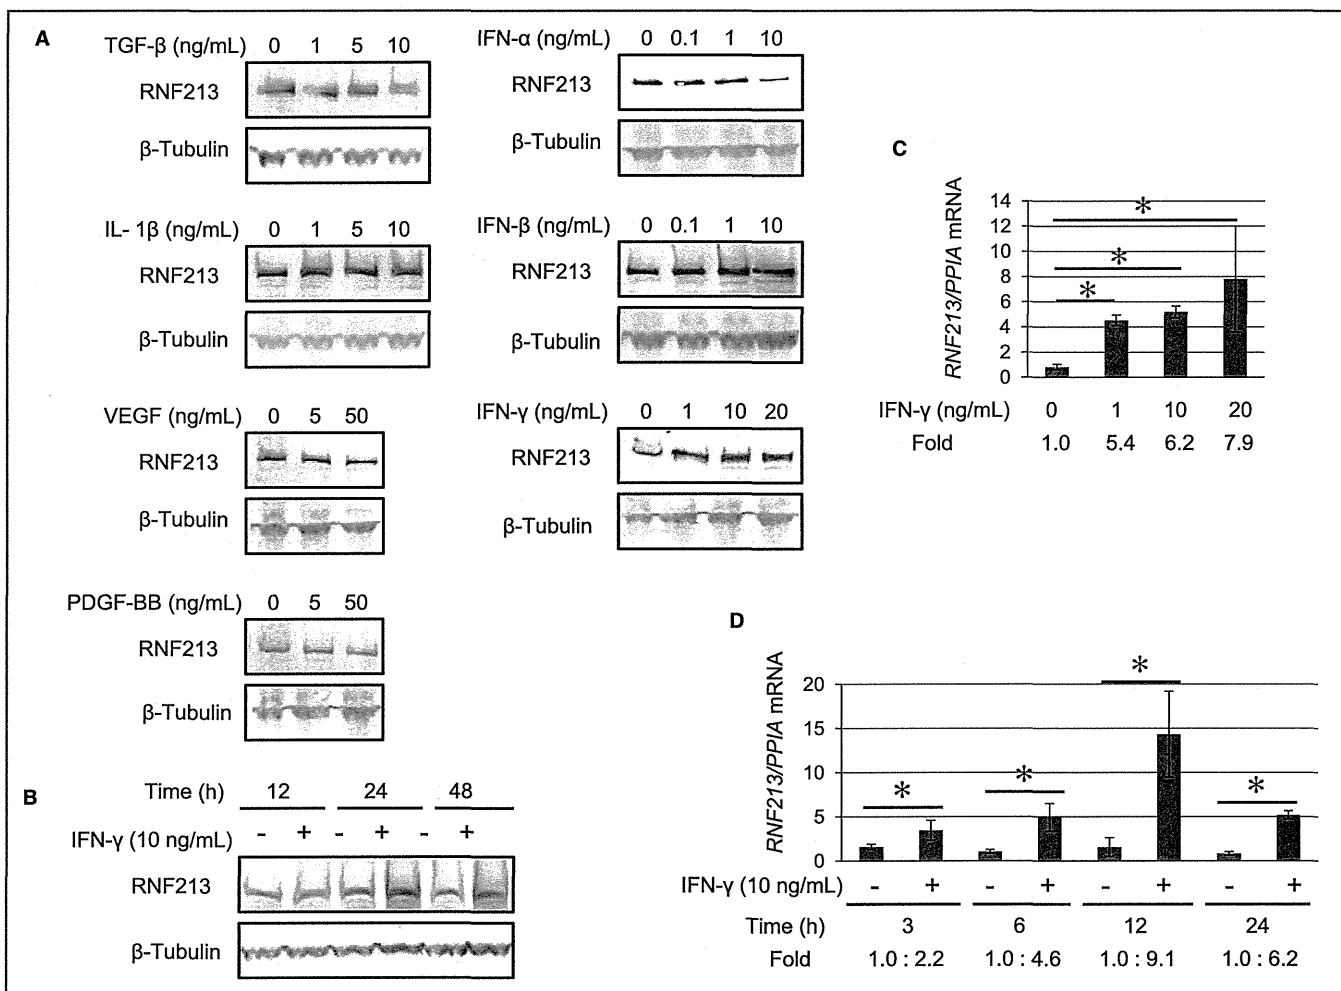 A
TGF-β (ng/mL) 0 1 5 10
RNF213
β-Tubulin
IL- 1β (ng/mL) 0 1 5 10
RNF213
β-Tubulin
VEGF (ng/mL) 0 5 50
RNF213
β-Tubulin
PDGF-BB (ng/mL) 0 5 50
RNF213
β-Tubulin
IFN-α (ng/mL) 0 0.1 1 10
RNF213
β-Tubulin
IFN-β (ng/mL) 0 0.1 1 10
RNF213
β-Tubulin
IFN-γ (ng/mL) 0 1 10 20
RNF213
β-Tubulin
B
Time (h) 12 24 48
IFN-γ (10 ng/mL) - + - + - +
RNF213
β-Tubulin
C
RNF213/PPIA mRNA
14
12
10
8
6
4
2
0
* * *
IFN-γ (ng/mL) 0 1 10 20
Fold 1.0 5.4 6.2 7.9
D
RNF213/PPIA mRNA
20
15
10
5
0
* * * *
IFN-γ (10 ng/mL) - + - + - + - +
Time (h) 3 6 12 24
Fold 1.0 : 2.2 1.0 : 4.6 1.0 : 9.1 1.0 : 6.2